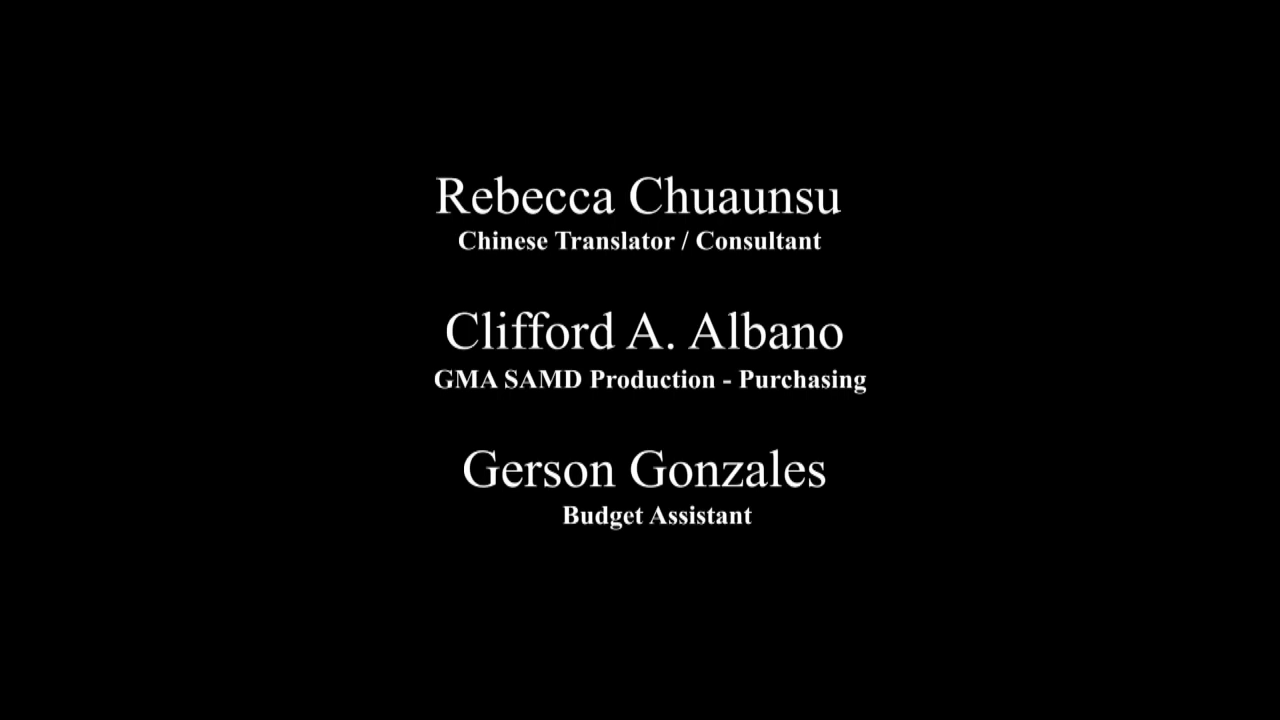 Rebecca Chuaunsu
Chinese Translator / Consultant
Clifford A. Albano
GMA SAMD Production - Purchasing
Gerson Gonzales
Budget Assistant